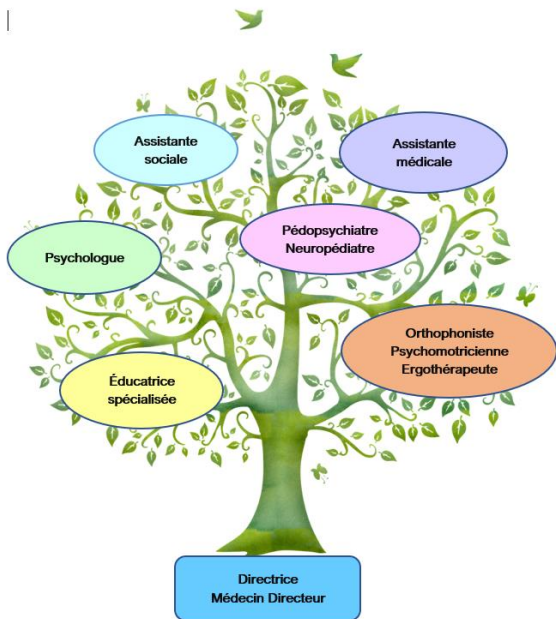 Assistante
sociale
Assistante
médicale
Pédopsychiatre
Neuropédiatre
Psychologue
Orthophoniste
Psychomotricienne
Ergothérapeute
Éducatrice
spécialisée
Directrice
Médecin Directeur